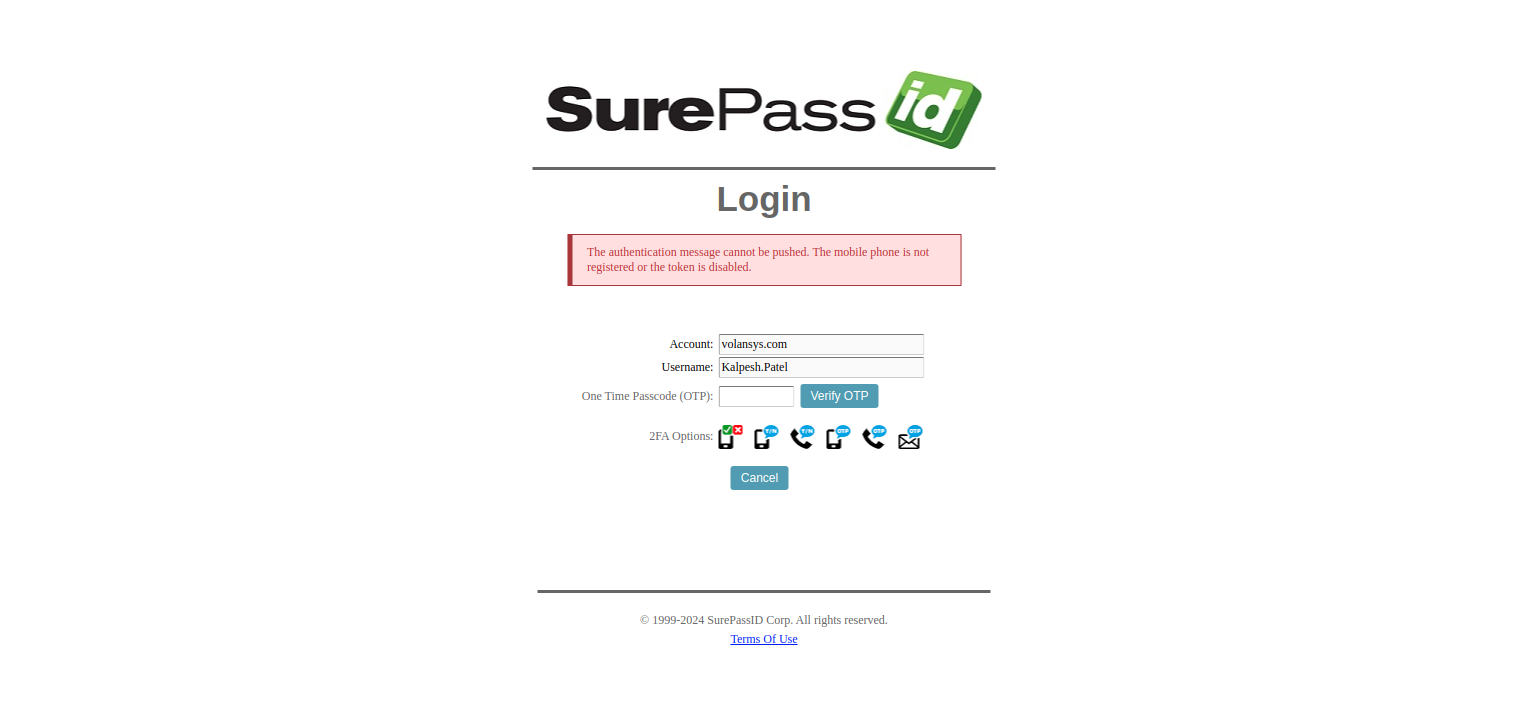 SurePass id
Login
The authentication message cannot be pushed. The mobile phone is not
registered or the token is disabled.
Account: volansys.com
Username: Kalpesh.Patel
One Time Passcode (OTP): Verify OTP
2FA Options: Y/N Y/N OTP OTP OTP
Cancel
© 1999-2024 SurePassID Corp. All rights reserved.
Terms Of Use